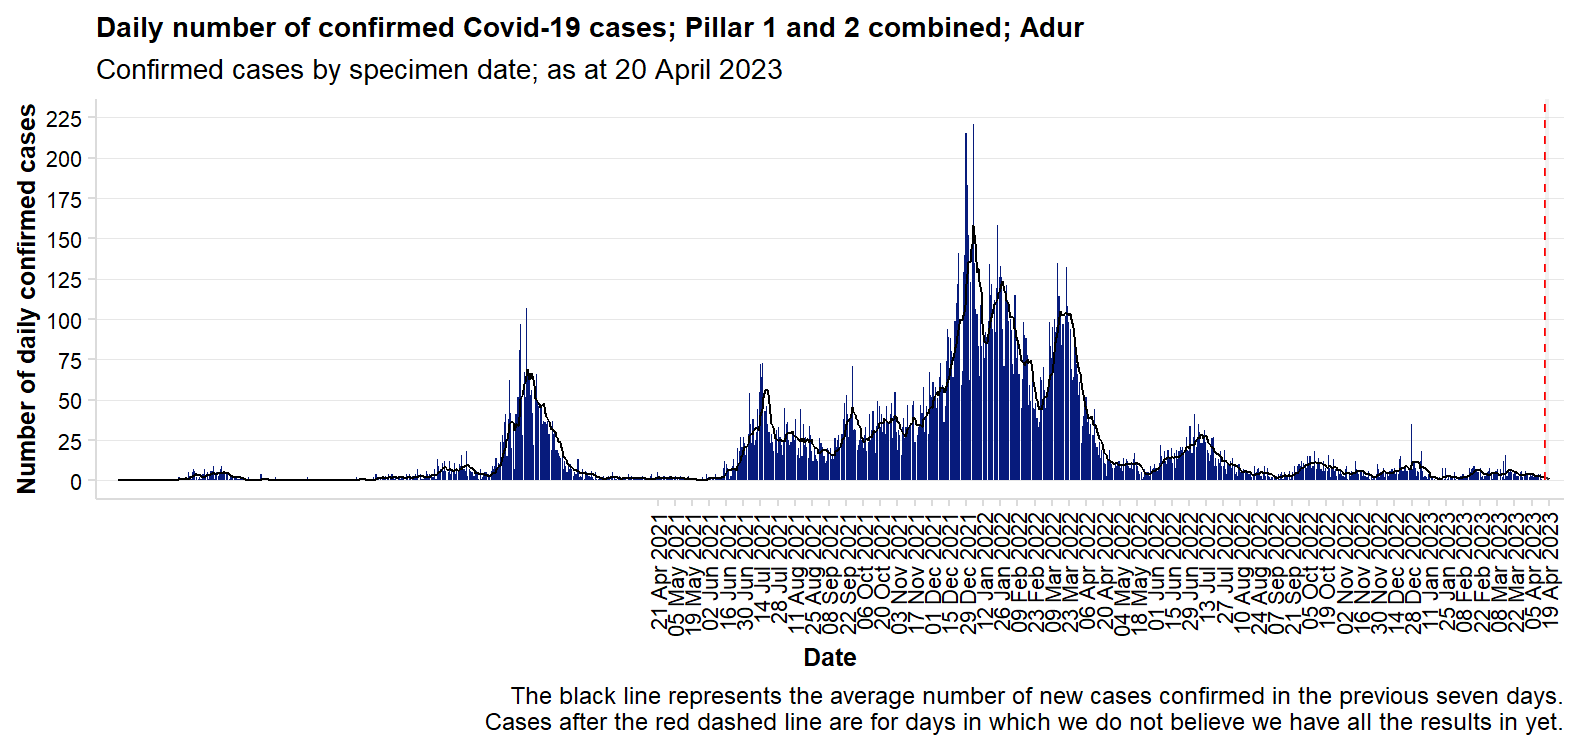 Daily number of confirmed Covid-19 cases; Pillar 1 and 2 combined; Adur
Confirmed cases by specimen date; as at 20 April 2023
Number of daily confirmed cases
225
200
175
150
125
100
75
50
25
0
21 Apr 2021
05 May 2021
19 May 2021
02 Jun 2021
16 Jun 2021
30 Jun 2021
14 Jul 2021
28 Jul 2021
11 Aug 2021
25 Aug 2021
08 Sep 2021
22 Sep 2021
06 Oct 2021
20 Oct 2021
03 Nov 2021
17 Nov 2021
01 Dec 2021
15 Dec 2021
29 Dec 2021
12 Jan 2022
26 Jan 2022
09 Feb 2022
23 Feb 2022
09 Mar 2022
23 Mar 2022
06 Apr 2022
20 Apr 2022
04 May 2022
18 May 2022
01 Jun 2022
15 Jun 2022
29 Jun 2022
13 Jul 2022
27 Jul 2022
10 Aug 2022
24 Aug 2022
07 Sep 2022
21 Sep 2022
05 Oct 2022
19 Oct 2022
02 Nov 2022
16 Nov 2022
30 Nov 2022
14 Dec 2022
28 Dec 2022
11 Jan 2023
25 Jan 2023
08 Feb 2023
22 Feb 2023
08 Mar 2023
22 Mar 2023
05 Apr 2023
19 Apr 2023
Date
The black line represents the average number of new cases confirmed in the previous seven days.
Cases after the red dashed line are for days in which we do not believe we have all the results in yet.